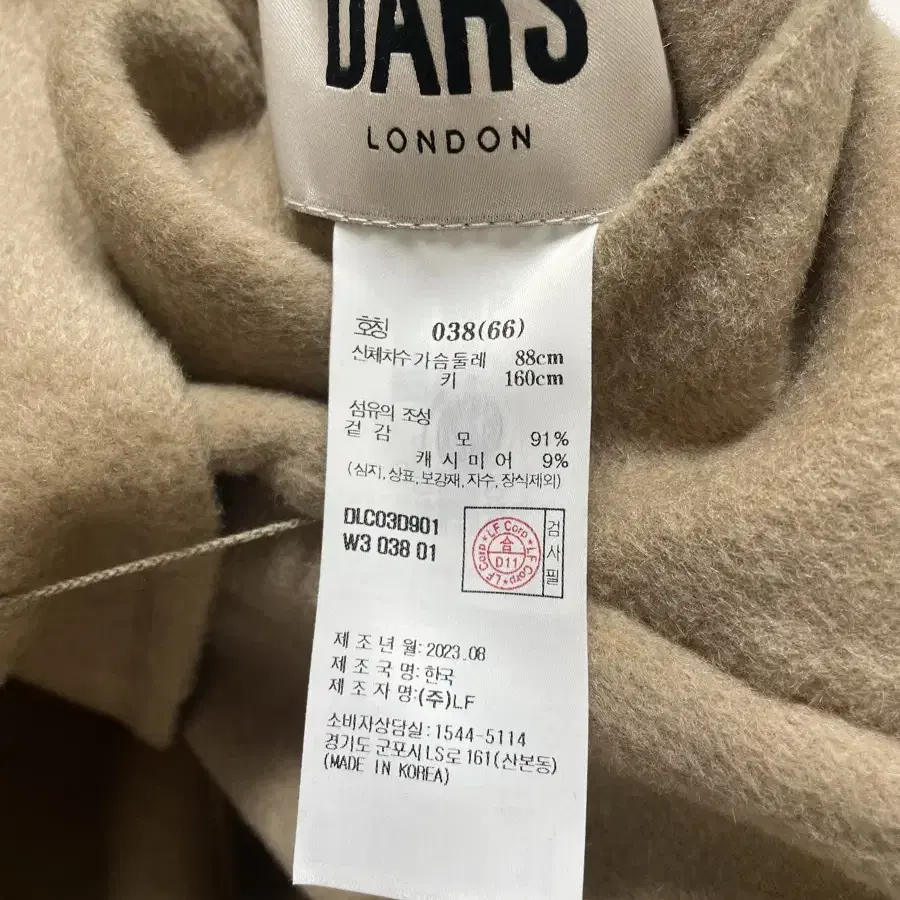 DAKS
LONDON
호칭 038(66)
신체치수 가슴둘레 88cm
키 160cm
섬유의 조성
겉감 모 91%
캐시미어 9%
(심지, 상표, 보강재, 자수, 장식제외)
DLC03D901
W3 038 01
LF Corp LF Corp LF Corp
合
D11
검사필
제조년월:2023.08
제조국명:한국
제조자명:(주)LF
소비자상담실:1544-5114
경기도 군포시 LS로 161(산본동)
(MADE IN KOREA)